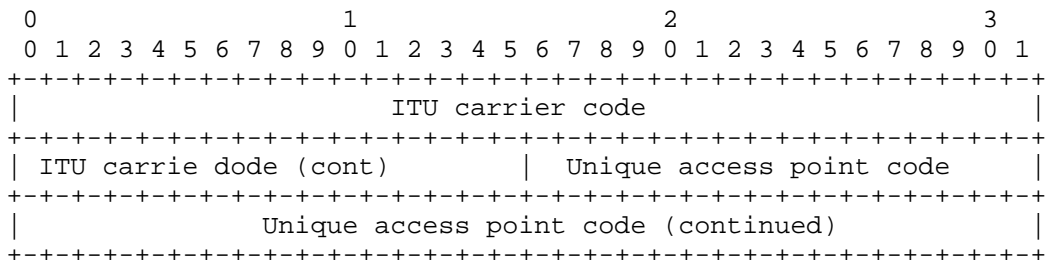 0                   1                   2                   3
0 1 2 3 4 5 6 7 8 9 0 1 2 3 4 5 6 7 8 9 0 1 2 3 4 5 6 7 8 9 0 1
+-+-+-+-+-+-+-+-+-+-+-+-+-+-+-+-+-+-+-+-+-+-+-+-+-+-+-+-+-+-+-+-+
|                       ITU carrier code                        |
+-+-+-+-+-+-+-+-+-+-+-+-+-+-+-+-+-+-+-+-+-+-+-+-+-+-+-+-+-+-+-+-+
| ITU carrie dode (cont)        |  Unique access point code     |
+-+-+-+-+-+-+-+-+-+-+-+-+-+-+-+-+-+-+-+-+-+-+-+-+-+-+-+-+-+-+-+-+
|               Unique access point code (continued)            |
+-+-+-+-+-+-+-+-+-+-+-+-+-+-+-+-+-+-+-+-+-+-+-+-+-+-+-+-+-+-+-+-+